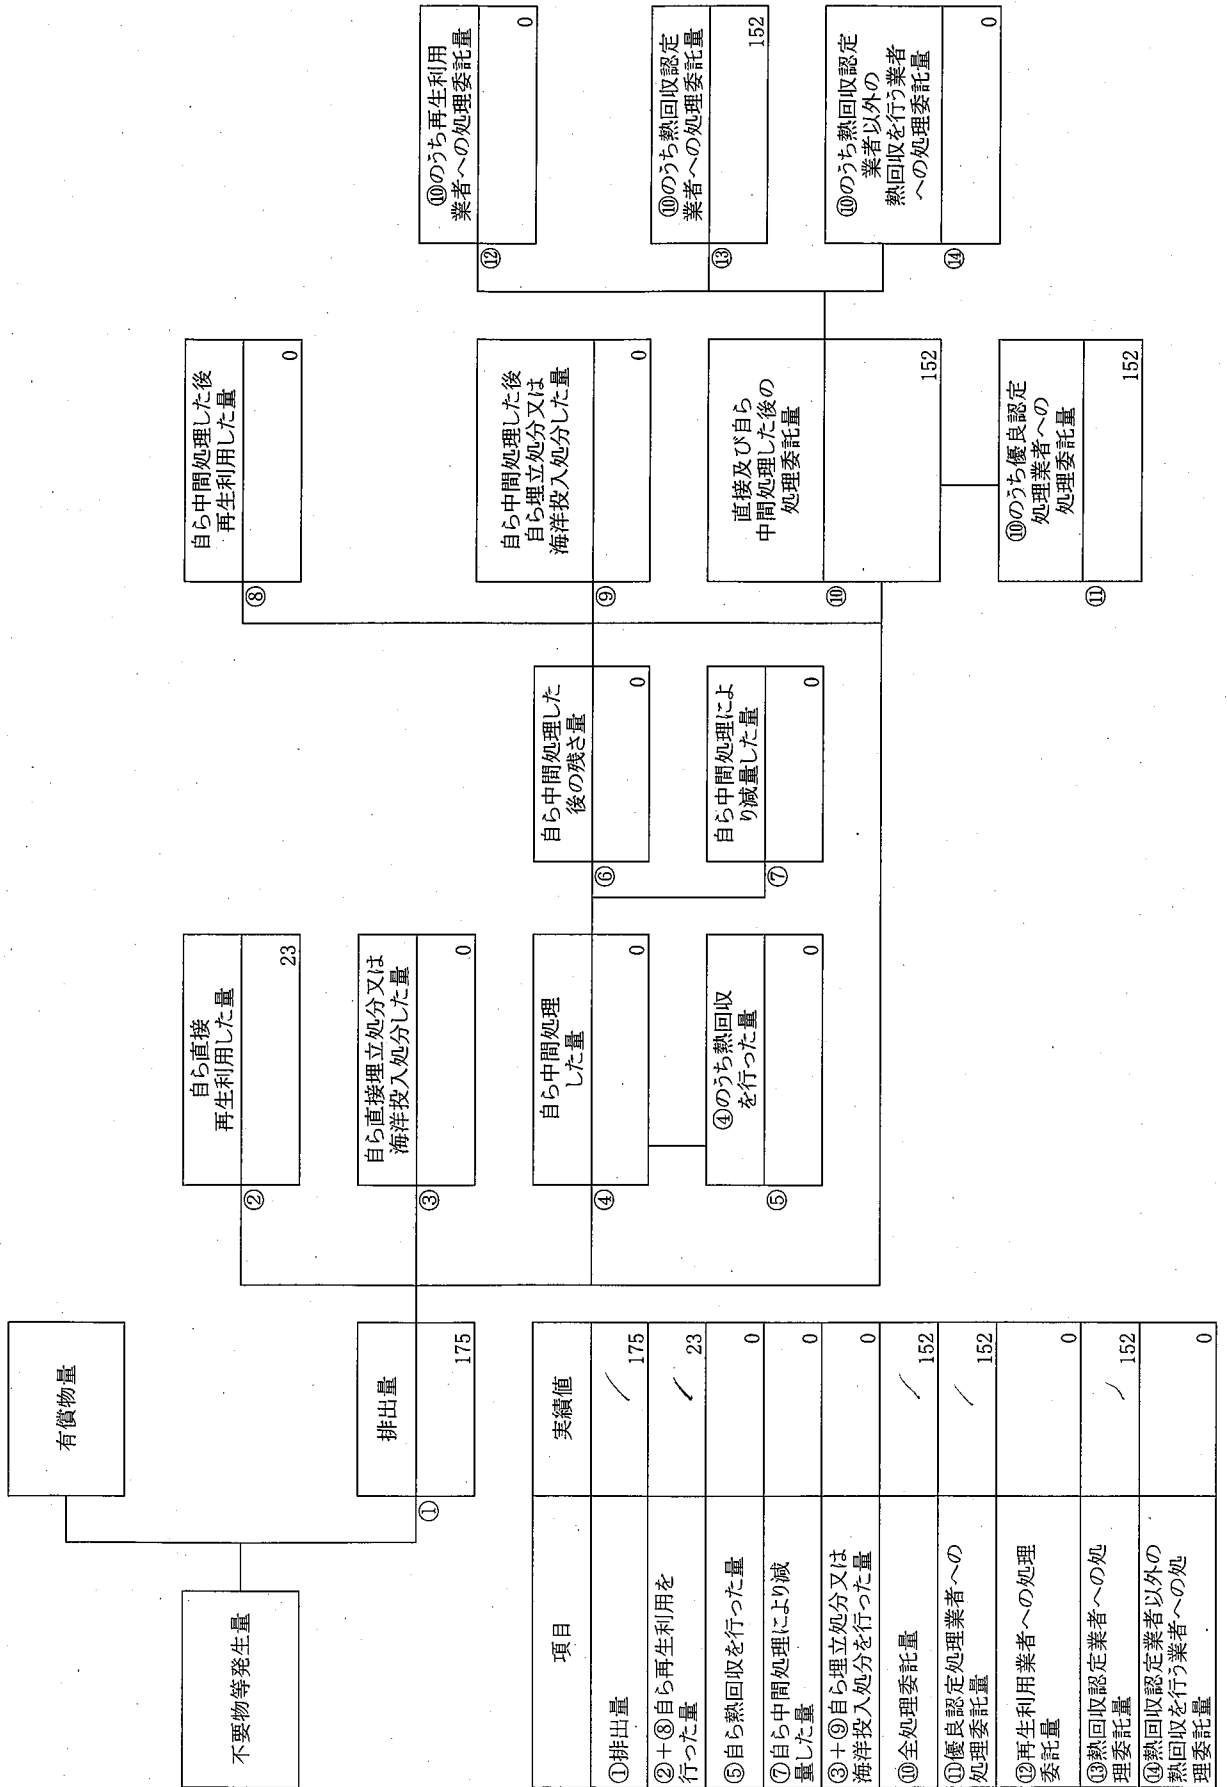 不要物等発生量
有償物量
排出量
①
175
自ら直接
再生利用した量
②
23
自ら直接埋立処分又は
海洋投入処分した量
③
0
自ら中間処理
した量
④
0
④のうち熱回収
を行った量
⑤
0
自ら中間処理した
後の残さ量
⑥
0
自ら中間処理によ
り減量した量
⑦
0
自ら中間処理した後
再生利用した量
⑧
0
自ら中間処理した後
自ら埋立処分又は
海洋投入処分した量
⑨
0
直接及び自ら
中間処理した後の
処理委託量
⑩
152
⑩のうち優良認定
処理業者への
処理委託量
⑪
152
⑩のうち再生利用
業者への処理委託量
⑫
0
⑩のうち熱回収認定
業者への処理委託量
⑬
152
⑩のうち熱回収認定
業者以外の
熱回収を行う業者
への処理委託量
⑭
0
項目 実績値
①排出量 175
②+⑧自ら再生利用を
行った量 23
⑤自ら熱回収を行った量 0
⑦自ら中間処理により減
量した量 0
③+⑨自ら埋立処分又は
海洋投入処分を行った量 0
⑩全処理委託量 152
⑪優良認定処理業者への
処理委託量 152
⑫再生利用業者への処理
委託量 0
⑬熱回収認定業者への処
理委託量 152
⑭熱回収認定業者以外の
熱回収を行う業者への処
理委託量 0